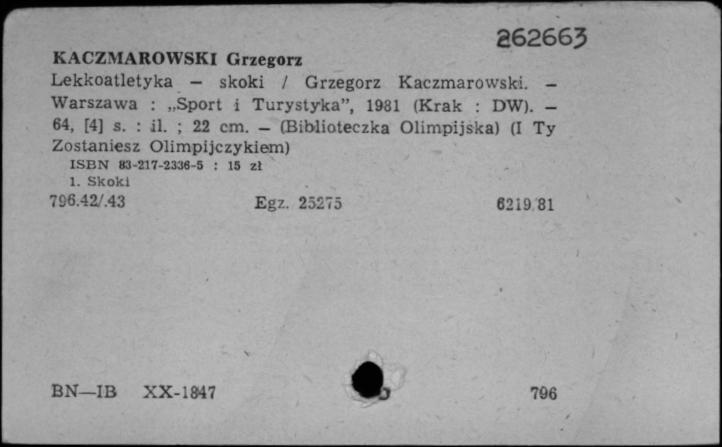 262663
KACZMAROWSKI Grzegorz
Lekkoatletyka — skoki / Grzegorz Kaczmarowski. —
Warszawa : „Sport i Turystyka”, 1981 (Krak : DW). —
64, [4] s. : il. ; 22 cm. — (Biblioteczka Olimpijska) (I Ty
Zostaniesz Olimpijczykiem)
ISBN 83-217-2336-5 : 15 zł
1. Skoki
796.42/.43 Egz. 25275 6219/81
BN—IB XX-1847 796